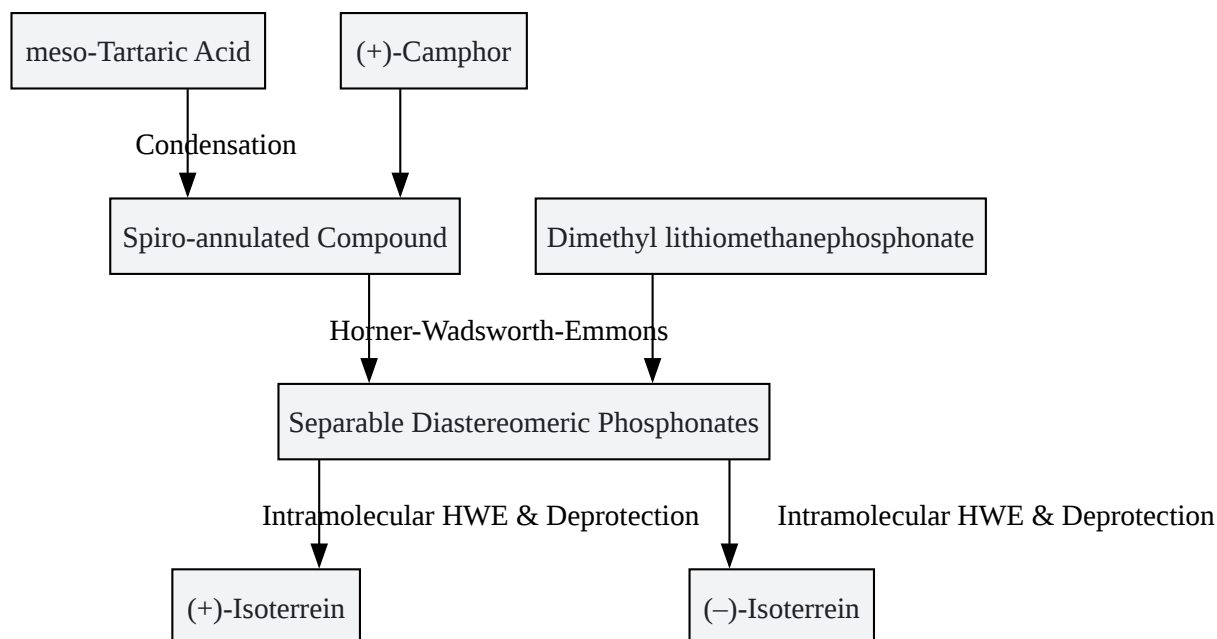 meso-Tartaric Acid
(+)-Camphor
Condensation
Spiro-annulated Compound
Dimethyl lithiomethanephosphonate
Horner-Wadsworth-Emmons
Separable Diastereomeric Phosphonates
Intramolecular HWE & Deprotection
Intramolecular HWE & Deprotection
(+)-Isoterrein
(–)-Isoterrein